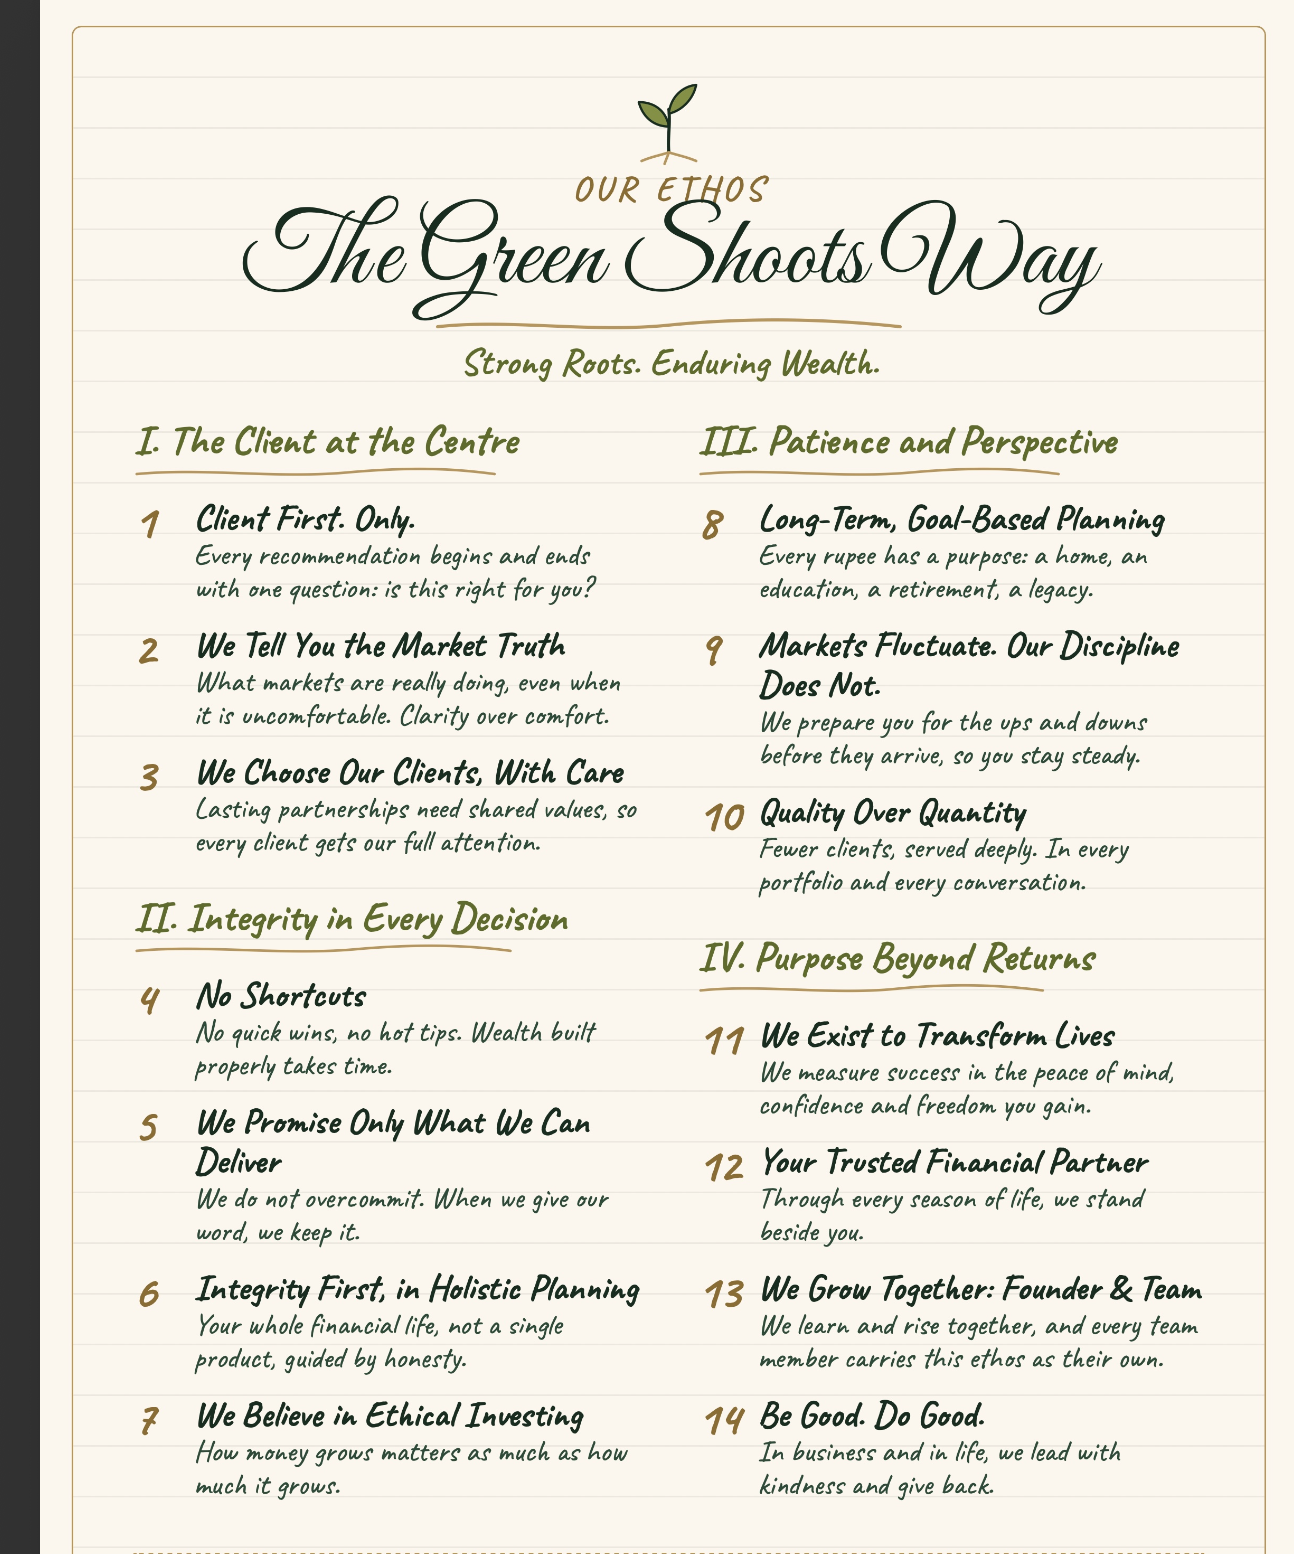 OUR ETHOS
The Green Shoots Way
Strong Roots. Enduring Wealth.
I. The Client at the Centre
1 Client First. Only.
Every recommendation begins and ends
with one question: is this right for you?
2 We Tell You the Market Truth
What markets are really doing, even when
it is uncomfortable. Clarity over comfort.
3 We Choose Our Clients, With Care
Lasting partnerships need shared values, so
every client gets our full attention.
II. Integrity in Every Decision
4 No Shortcuts
No quick wins, no hot tips. Wealth built
properly takes time.
5 We Promise Only What We Can
Deliver
We do not overcommit. When we give our
word, we keep it.
6 Integrity First, in Holistic Planning
Your whole financial life, not a single
product, guided by honesty.
7 We Believe in Ethical Investing
How money grows matters as much as how
much it grows.
III. Patience and Perspective
8 Long-Term, Goal-Based Planning
Every rupee has a purpose: a home, an
education, a retirement, a legacy.
9 Markets Fluctuate. Our Discipline
Does Not.
We prepare you for the ups and downs
before they arrive, so you stay steady.
10 Quality Over Quantity
Fewer clients, served deeply. In every
portfolio and every conversation.
IV. Purpose Beyond Returns
11 We Exist to Transform Lives
We measure success in the peace of mind,
confidence and freedom you gain.
12 Your Trusted Financial Partner
Through every season of life, we stand
beside you.
13 We Grow Together: Founder & Team
We learn and rise together, and every team
member carries this ethos as their own.
14 Be Good. Do Good.
In business and in life, we lead with
kindness and give back.